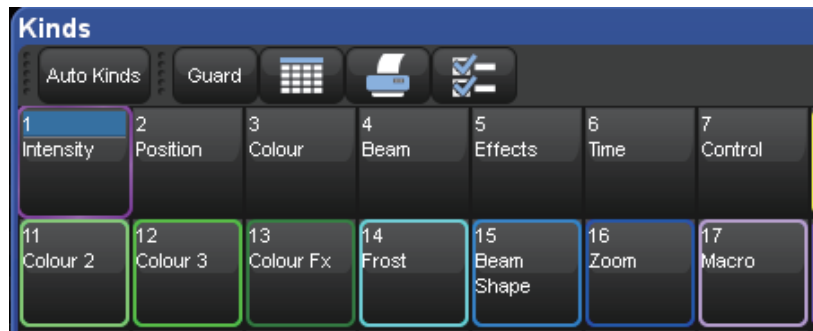 Kinds
Auto Kinds Guard
1 2 3 4 5 6 7
Intensity Position Colour Beam Effects Time Control
11 12 13 14 15 16 17
Colour 2 Colour 3 Colour Fx Frost Beam Zoom Macro
Shape